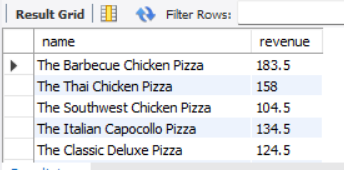 Result Grid Filter Rows:
name revenue
The Barbecue Chicken Pizza 183.5
The Thai Chicken Pizza 158
The Southwest Chicken Pizza 104.5
The Italian Capocollo Pizza 134.5
The Classic Deluxe Pizza 124.5